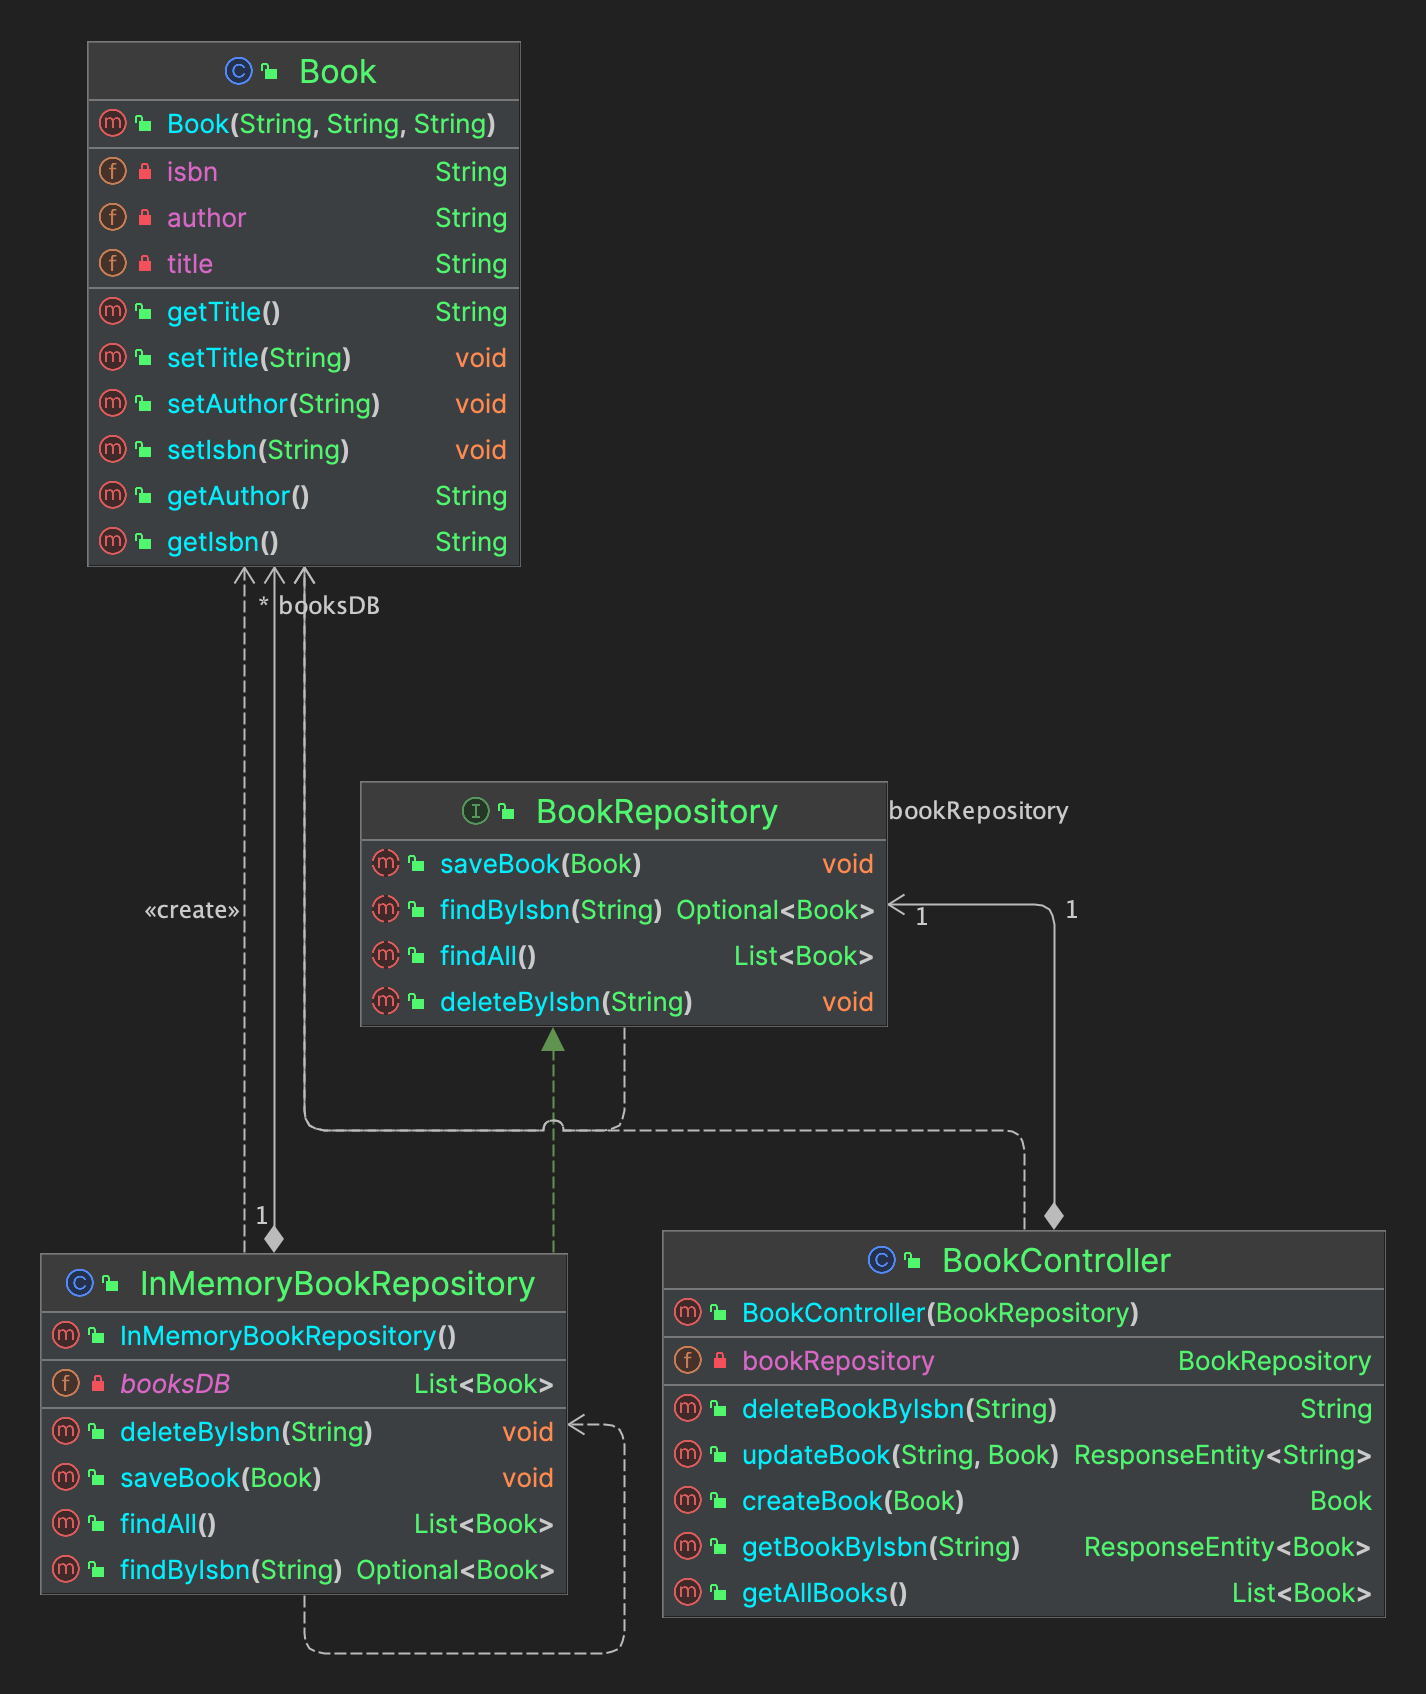 Book
Book(String, String, String)
isbn String
author String
title String
getTitle() String
setTitle(String) void
setAuthor(String) void
setIsbn(String) void
getAuthor() String
getIsbn() String
* booksDB
BookRepository
bookRepository
saveBook(Book) void
findByIsbn(String) Optional<Book>
findAll() List<Book>
deleteByIsbn(String) void
1
1
«create»
1
InMemoryBookRepository
InMemoryBookRepository()
booksDB List<Book>
deleteByIsbn(String) void
saveBook(Book) void
findAll() List<Book>
findByIsbn(String) Optional<Book>
BookController
BookController(BookRepository)
bookRepository BookRepository
deleteBookByIsbn(String) String
updateBook(String, Book) ResponseEntity<String>
createBook(Book) Book
getBookByIsbn(String) ResponseEntity<Book>
getAllBooks() List<Book>